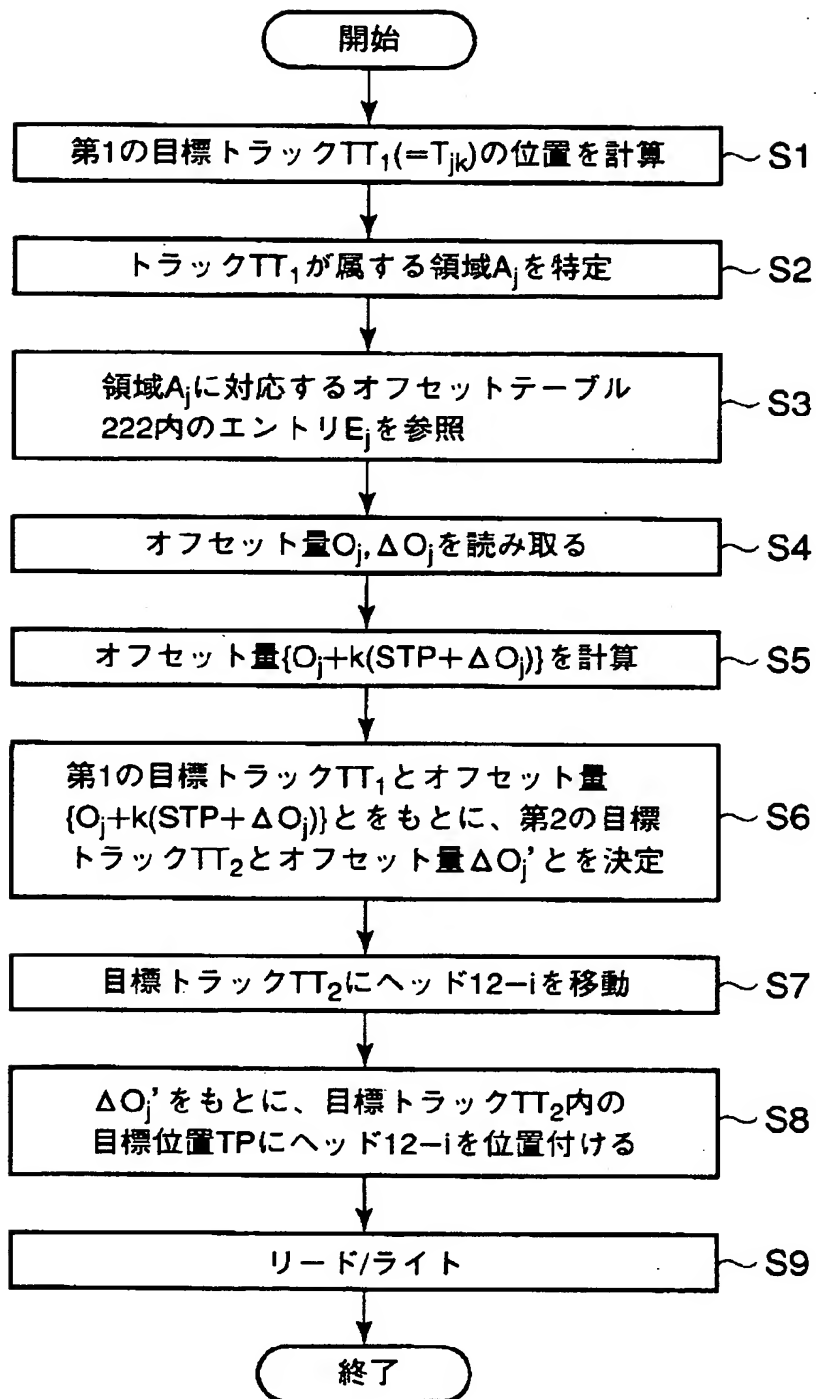 開始
第1の目標トラックTT₁(=Tⱼₖ)の位置を計算 ～S1
トラックTT₁が属する領域Aⱼを特定 ～S2
領域Aⱼに対応するオフセットテーブル
222内のエントリEⱼを参照 ～S3
オフセット量Oⱼ,ΔOⱼを読み取る ～S4
オフセット量{Oⱼ+k(STP+ΔOⱼ)}を計算 ～S5
第1の目標トラックTT₁とオフセット量
{Oⱼ+k(STP+ΔOⱼ)}とをもとに、第2の目標 ～S6
トラックTT₂とオフセット量ΔOⱼ'とを決定
目標トラックTT₂にヘッド12-iを移動 ～S7
ΔOⱼ'をもとに、目標トラックTT₂内の
目標位置TPにヘッド12-iを位置付ける ～S8
リード/ライト ～S9
終了